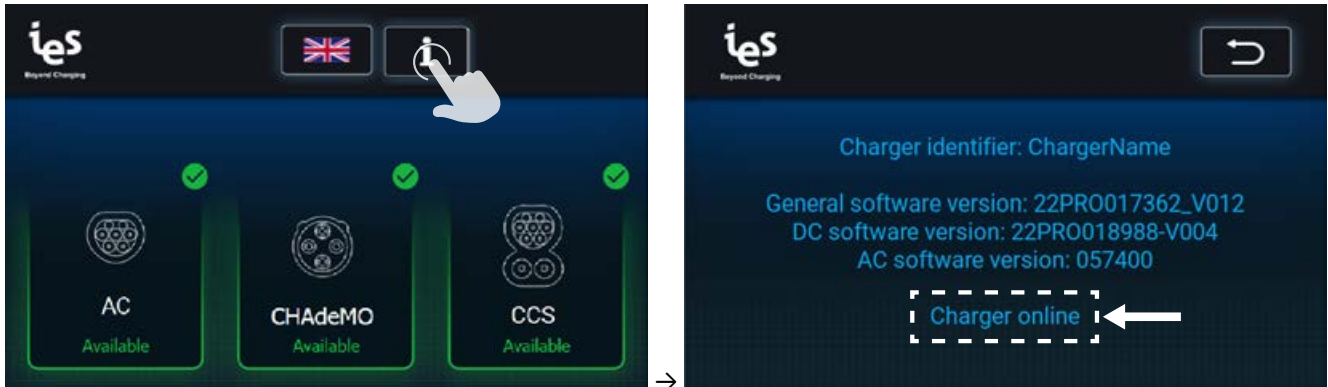 ies
Beyond Charging
i
AC
Available
CHAdeMO
Available
CCS
Available
→
ies
Beyond Charging
Charger identifier: ChargerName
General software version: 22PRO017362_V012
DC software version: 22PRO018988-V004
AC software version: 057400
Charger online